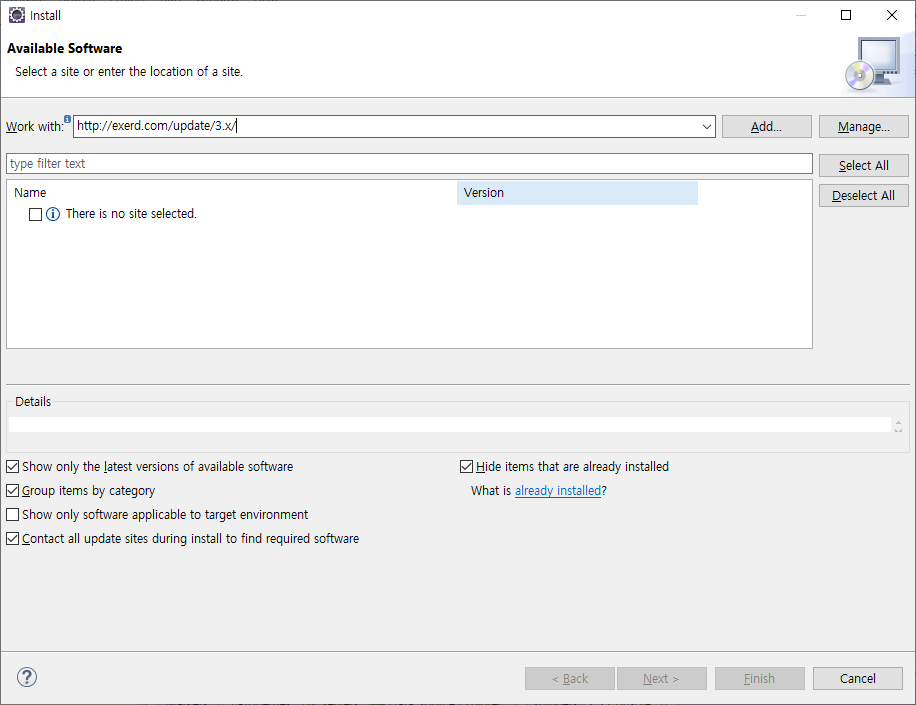 Install
Available Software
Select a site or enter the location of a site.
Work with: http://exerd.com/update/3.x/ Add... Manage...
type filter text Select All
Name Version Deselect All
There is no site selected.
Details
Show only the latest versions of available software Hide items that are already installed
Group items by category What is already installed?
Show only software applicable to target environment
Contact all update sites during install to find required software
? < Back Next > Finish Cancel